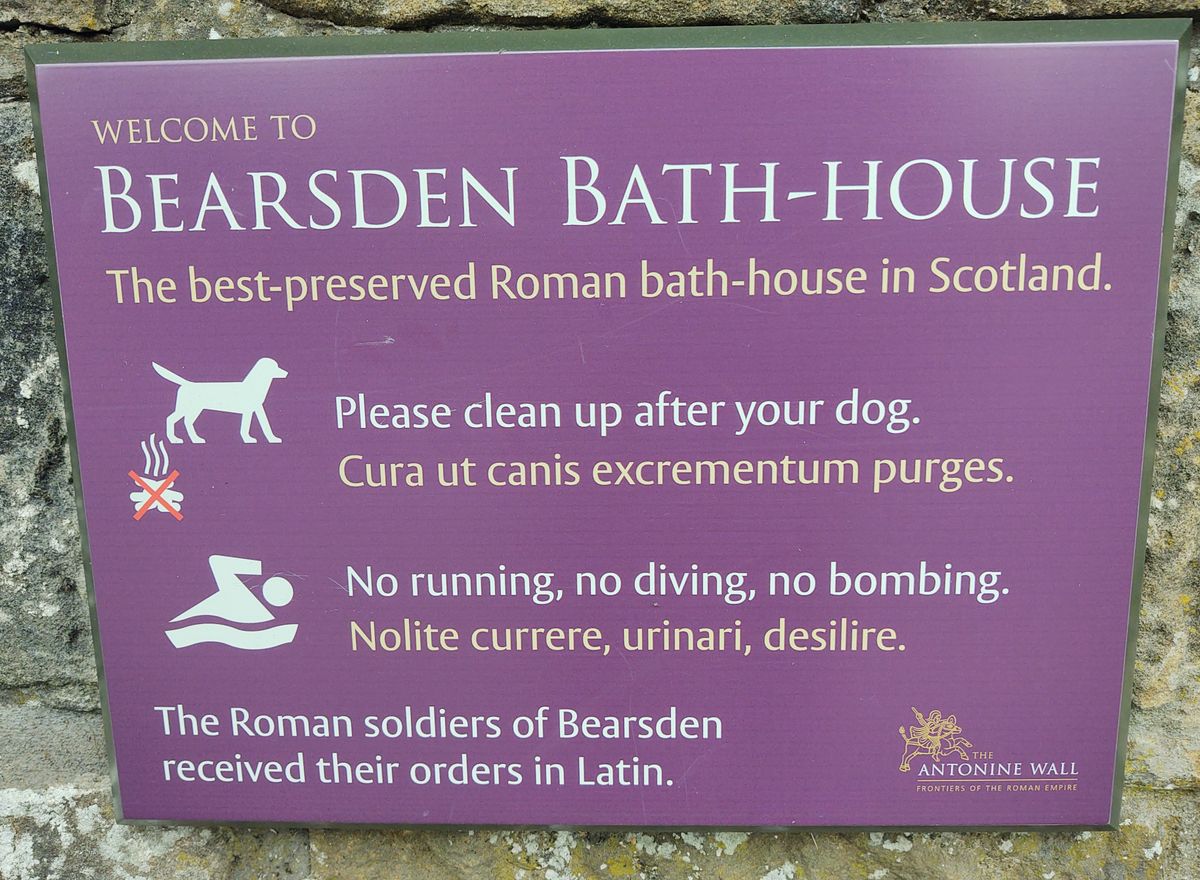 WELCOME TO
BEARSDEN BATH-HOUSE
The best-preserved Roman bath-house in Scotland.
Please clean up after your dog.
Cura ut canis excrementum purges.
No running, no diving, no bombing.
Nolite currere, urinari, desilire.
The Roman soldiers of Bearsden
received their orders in Latin.
THE
ANTONINE WALL
FRONTIERS OF THE ROMAN EMPIRE